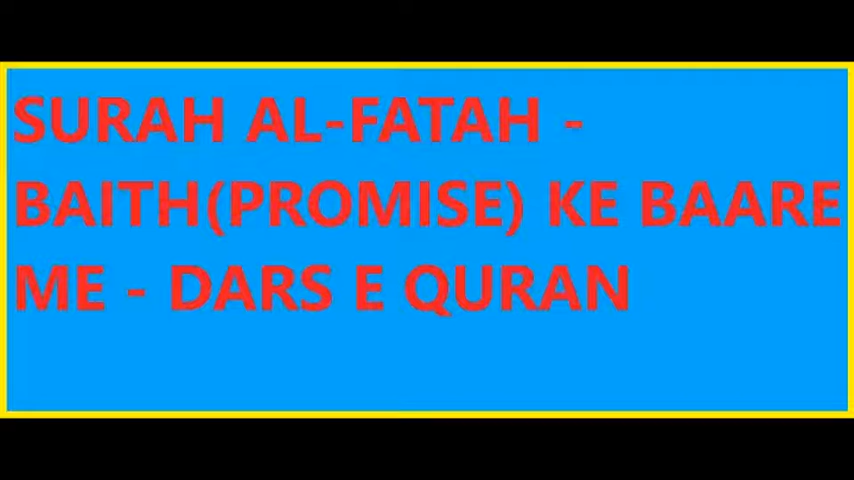 SURAH AL-FATAH -
BAITH(PROMISE) KE BAARE
ME - DARS E QURAN